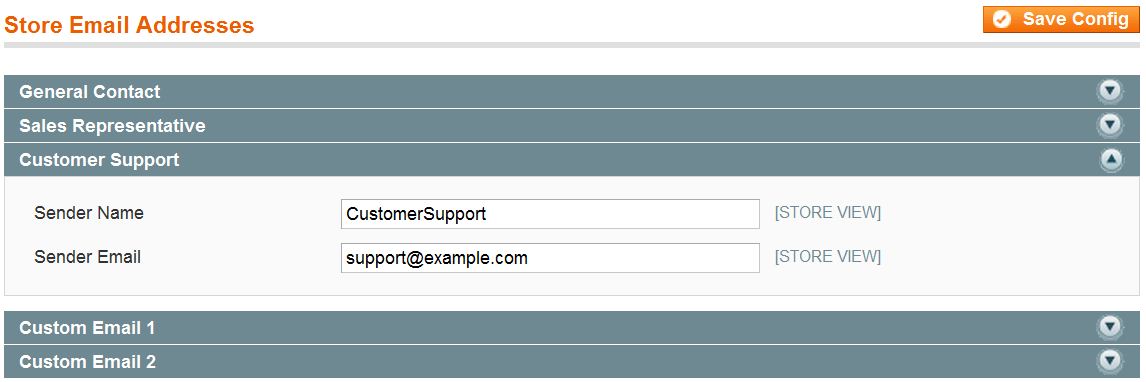 Store Email Addresses
Save Config
General Contact
Sales Representative
Customer Support
Sender Name CustomerSupport [STORE VIEW]
Sender Email support@example.com [STORE VIEW]
Custom Email 1
Custom Email 2